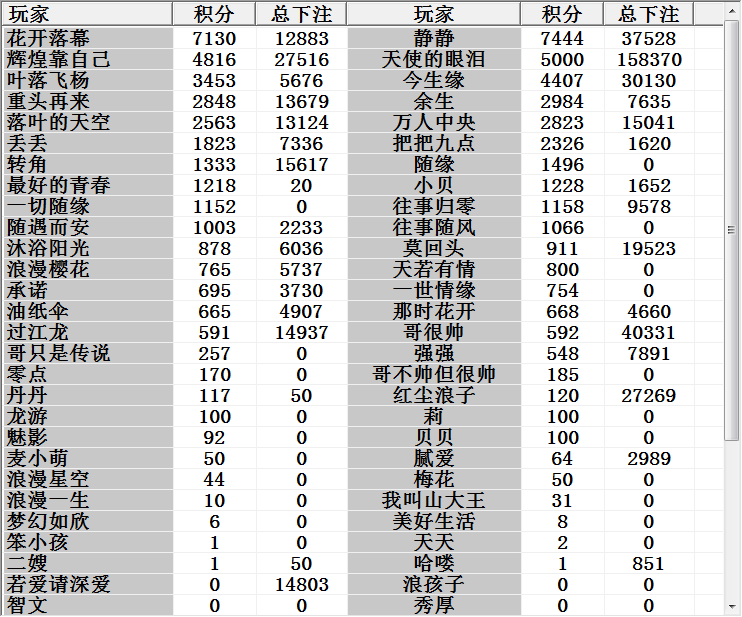 玩家 积分 总下注 玩家 积分 总下注
花开落幕 7130 12883 静静 7444 37528
辉煌靠自己 4816 27516 天使的眼泪 5000 158370
叶落飞杨 3453 5676 今生缘 4407 30130
重头再来 2848 13679 余生 2984 7635
落叶的天空 2563 13124 万人中央 2823 15041
丢丢 1823 7336 把把九点 2326 1620
转角 1333 15617 随缘 1496 0
最好的青春 1218 20 小贝 1228 1652
一切随缘 1152 0 往事归零 1158 9578
随遇而安 1003 2233 往事随风 1066 0
沐浴阳光 878 6036 莫回头 911 19523
浪漫樱花 765 5737 天若有情 800 0
承诺 695 3730 一世情缘 754 0
油纸伞 665 4907 那时花开 668 4660
过江龙 591 14937 哥很帅 592 40331
哥只是传说 257 0 强强 548 7891
零点 170 0 哥不帅但很帅 185 0
丹丹 117 50 红尘浪子 120 27269
龙游 100 0 莉 100 0
魅影 92 0 贝贝 100 0
麦小萌 50 0 腻爱 64 2989
浪漫星空 44 0 梅花 50 0
浪漫一生 10 0 我叫山大王 31 0
梦幻如欣 6 0 美好生活 8 0
笨小孩 1 0 天天 2 0
二嫂 1 50 哈喽 1 851
若爱请深爱 0 14803 浪孩子 0 0
智文 0 0 秀厚 0 0